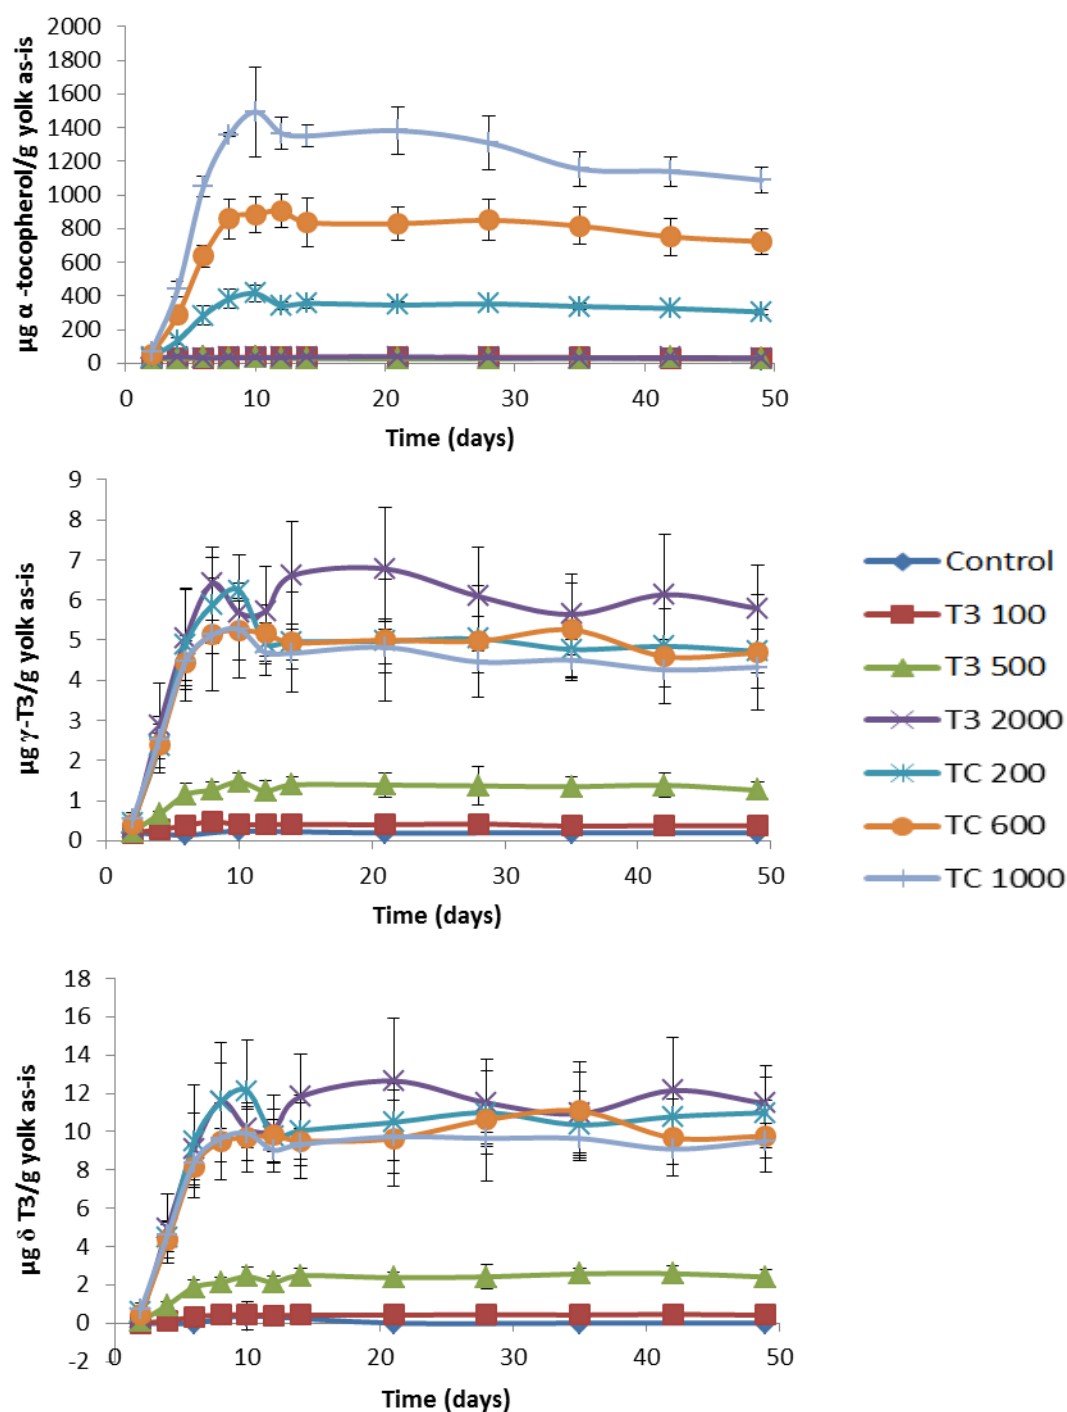 2000
1800
1600
1400
1200
1000
800
600
400
200
0
µg α -tocopherol/g yolk as-is
0 10 20 30 40 50
Time (days)
9
8
7
6
5
4
3
2
1
0
µg γ-T3/g yolk as-is
0 10 20 30 40 50
Time (days)
Control
T3 100
T3 500
T3 2000
TC 200
TC 600
TC 1000
18
16
14
12
10
8
6
4
2
0
-2
µg δ T3/g yolk as-is
0 10 20 30 40 50
Time (days)